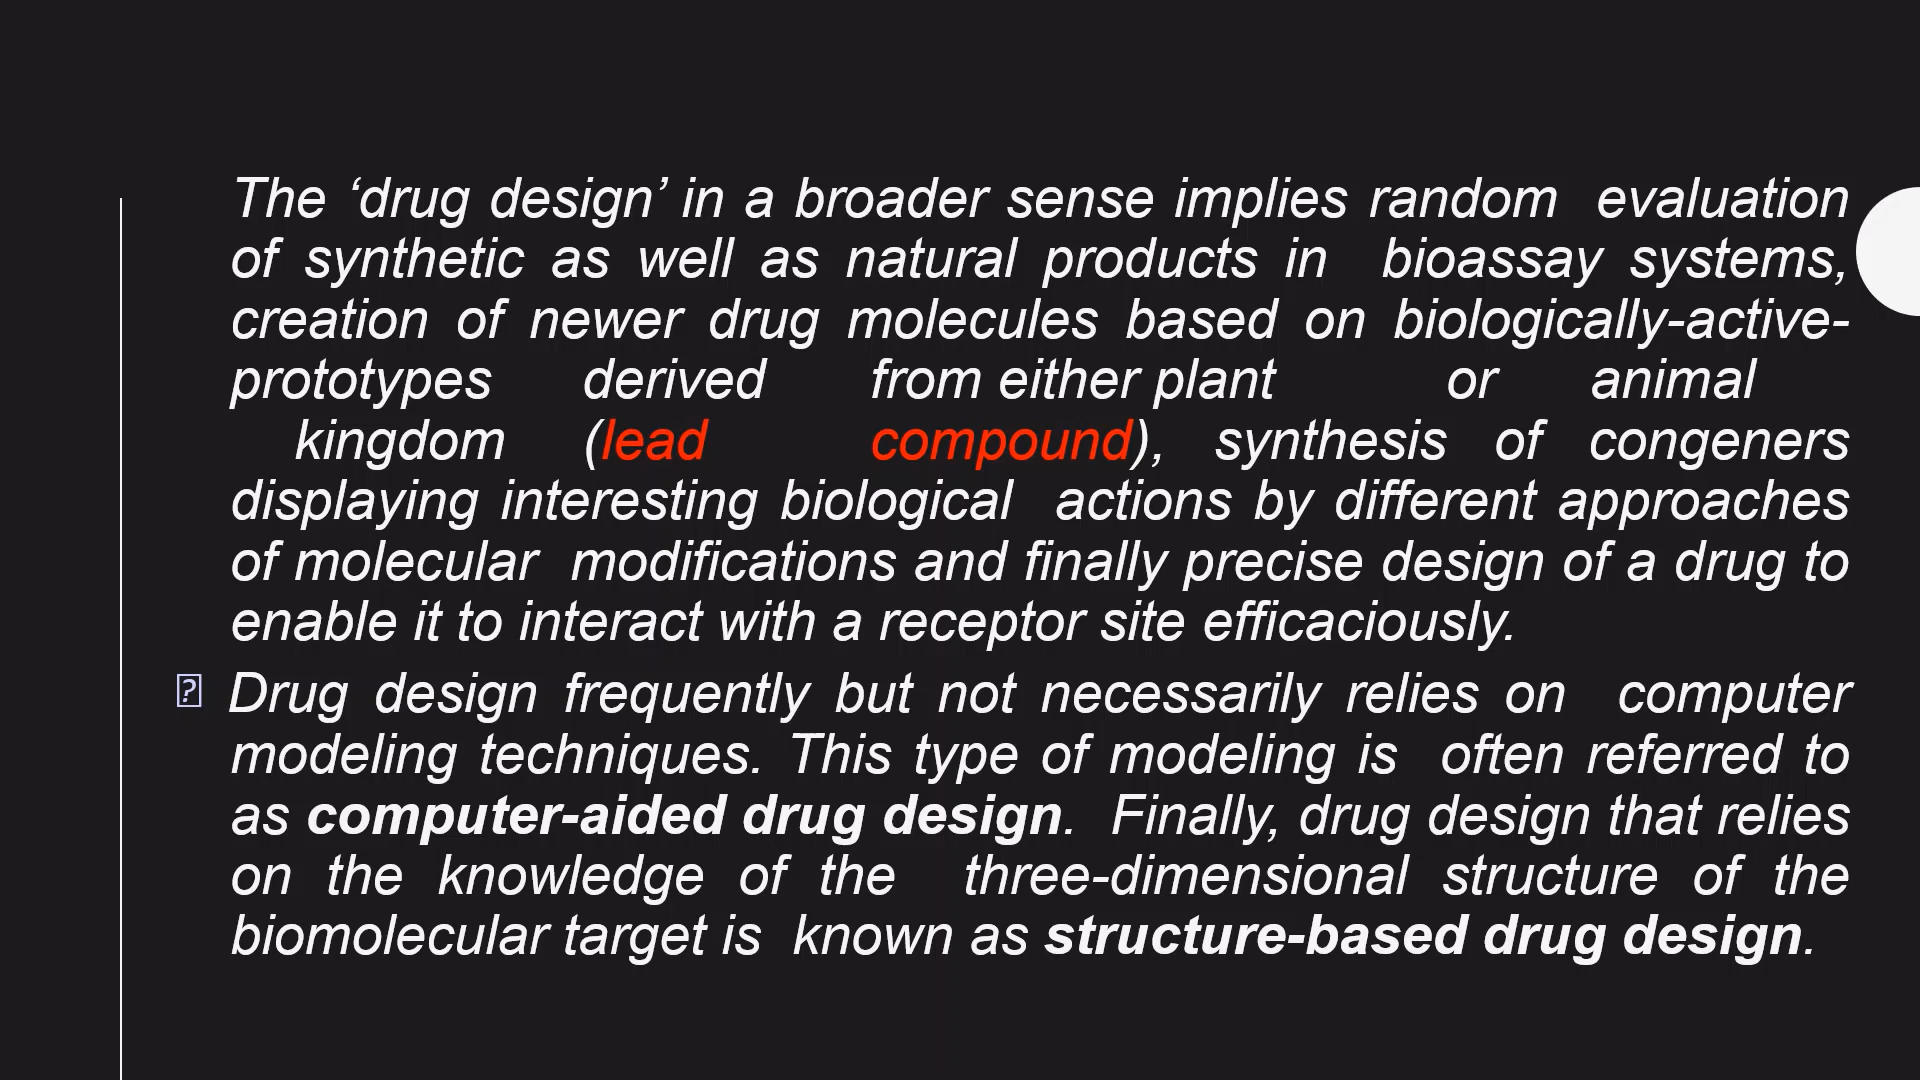 The ‘drug design’ in a broader sense implies random evaluation
of synthetic as well as natural products in bioassay systems,
creation of newer drug molecules based on biologically-active-
prototypes derived from either plant or animal
kingdom (lead compound), synthesis of congeners
displaying interesting biological actions by different approaches
of molecular modifications and finally precise design of a drug to
enable it to interact with a receptor site efficaciously.
Drug design frequently but not necessarily relies on computer
modeling techniques. This type of modeling is often referred to
as computer-aided drug design. Finally, drug design that relies
on the knowledge of the three-dimensional structure of the
biomolecular target is known as structure-based drug design.